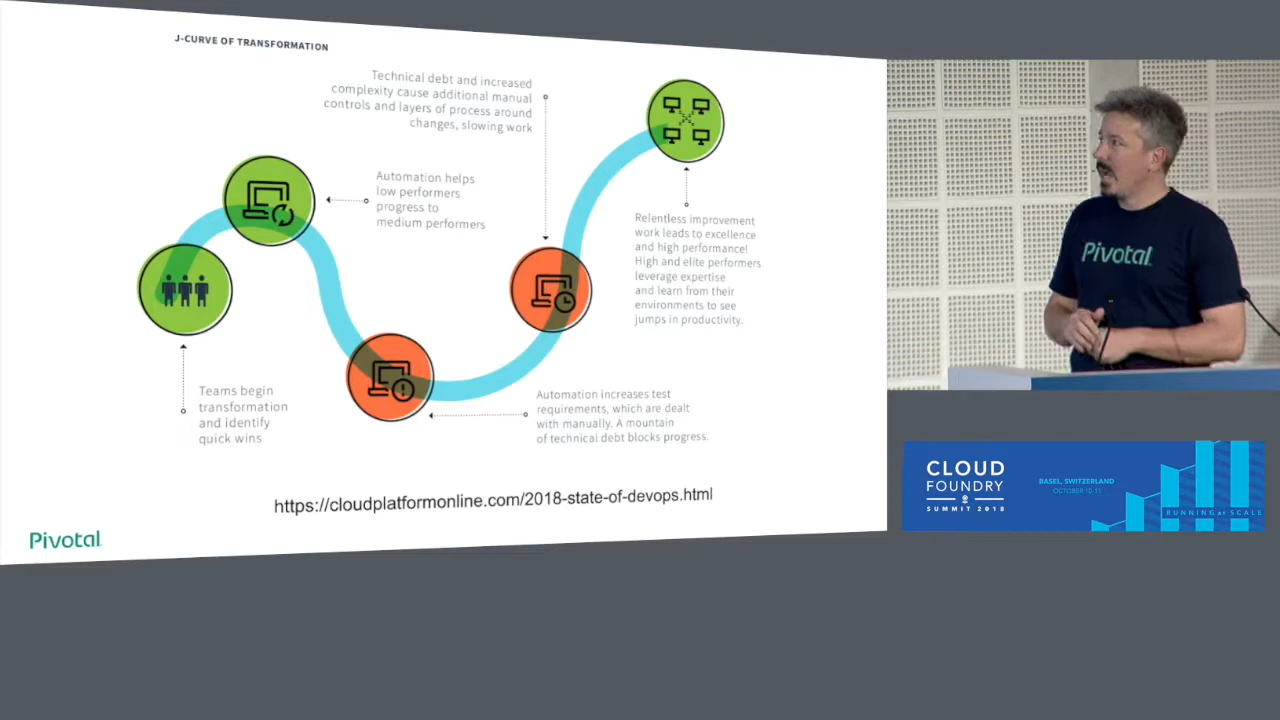 J-CURVE OF TRANSFORMATION
Technical debt and increased
complexity cause additional manual
controls and layers of process around
changes, slowing work
Automation helps
low performers
progress to
medium performers
Relentless improvement
work leads to excellence
and high performance!
High and elite performers
leverage expertise
and learn from their
environments to see
jumps in productivity.
Teams begin
transformation
and identify
quick wins
Automation increases test
requirements, which are dealt
with manually. A mountain
of technical debt blocks progress.
https://cloudplatformonline.com/2018-state-of-devops.html
Pivotal
Pivotal
CLOUD
FOUNDRY
SUMMIT 2018
BASEL, SWITZERLAND
OCTOBER 10-11
RUNNING AT SCALE